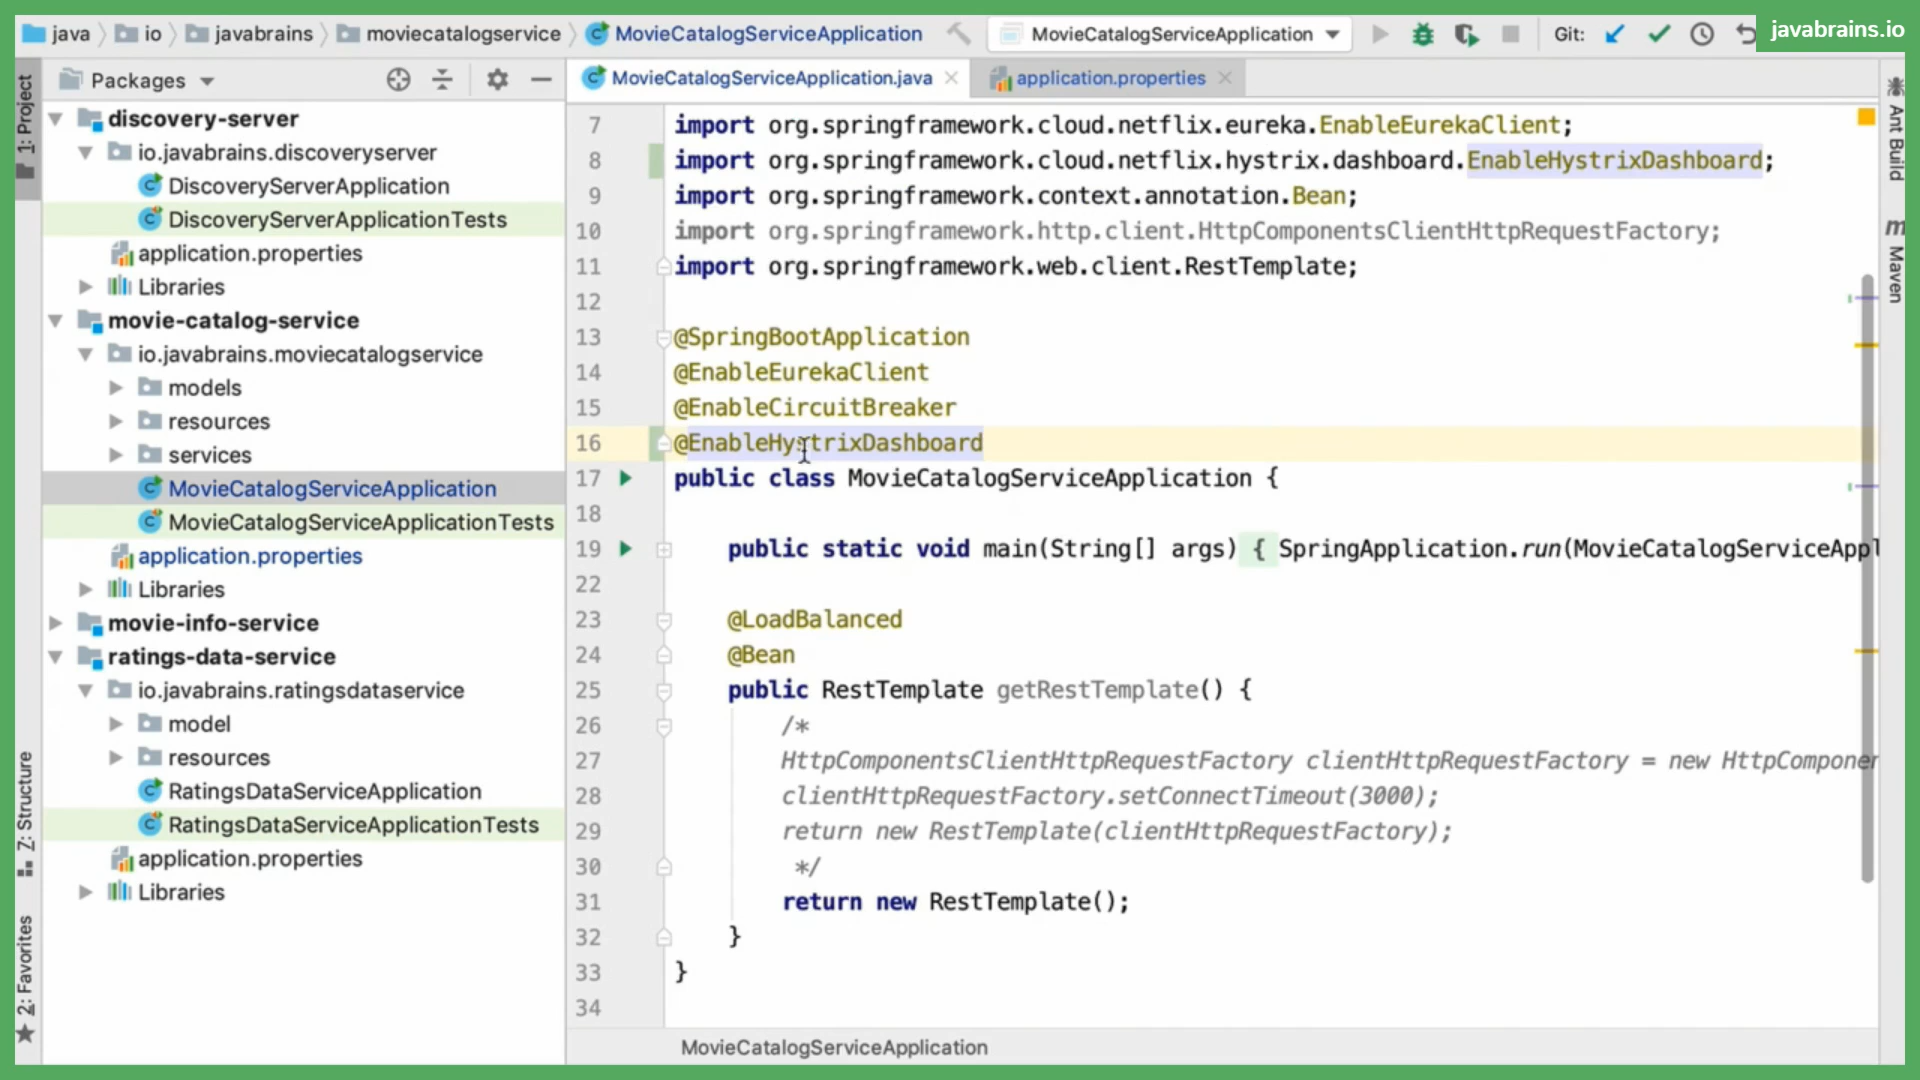 java io javabrains moviecatalogservice MovieCatalogServiceApplication MovieCatalogServiceApplication Git: javabrains.io
Packages
MovieCatalogServiceApplication.java application.properties
1: Project
Z: Structure
2: Favorites
Ant Build
Maven
discovery-server
io.javabrains.discoveryserver
DiscoveryServerApplication
DiscoveryServerApplicationTests
application.properties
Libraries
movie-catalog-service
io.javabrains.moviecatalogservice
models
resources
services
MovieCatalogServiceApplication
MovieCatalogServiceApplicationTests
application.properties
Libraries
movie-info-service
ratings-data-service
io.javabrains.ratingsdataservice
model
resources
RatingsDataServiceApplication
RatingsDataServiceApplicationTests
application.properties
Libraries
7 import org.springframework.cloud.netflix.eureka.EnableEurekaClient;
8 import org.springframework.cloud.netflix.hystrix.dashboard.EnableHystrixDashboard;
9 import org.springframework.context.annotation.Bean;
10 import org.springframework.http.client.HttpComponentsClientHttpRequestFactory;
11 import org.springframework.web.client.RestTemplate;
12
13 @SpringBootApplication
14 @EnableEurekaClient
15 @EnableCircuitBreaker
16 @EnableHystrixDashboard
17 public class MovieCatalogServiceApplication {
18
19 public static void main(String[] args) { SpringApplication.run(MovieCatalogServiceAppl
22
23 @LoadBalanced
24 @Bean
25 public RestTemplate getRestTemplate() {
26 /*
27 HttpComponentsClientHttpRequestFactory clientHttpRequestFactory = new HttpComponen
28 clientHttpRequestFactory.setConnectTimeout(3000);
29 return new RestTemplate(clientHttpRequestFactory);
30 */
31 return new RestTemplate();
32 }
33 }
34
MovieCatalogServiceApplication